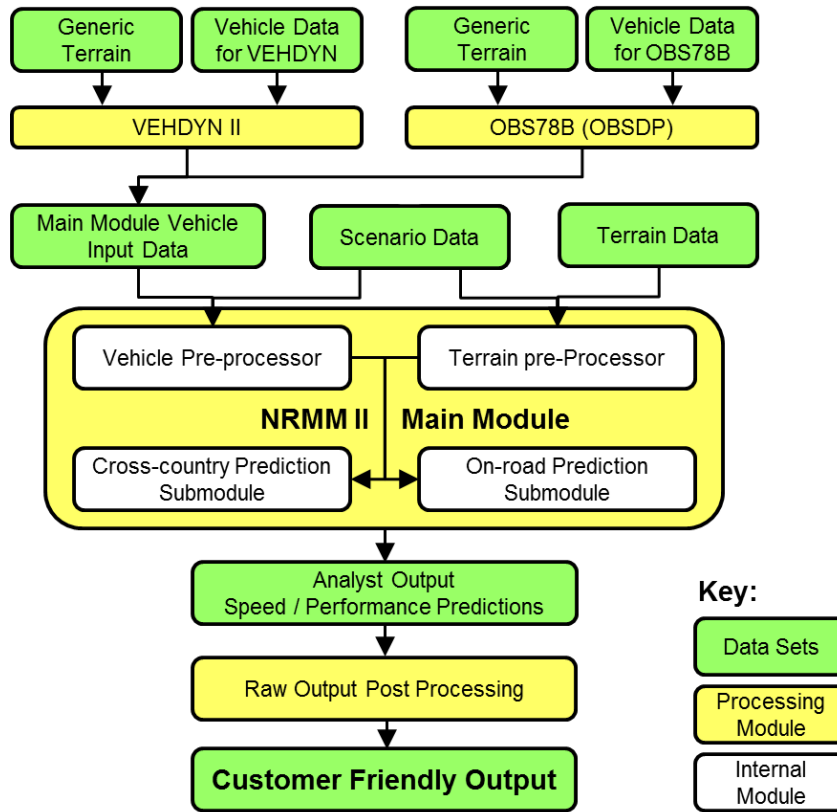 Generic
Terrain
Vehicle Data
for VEHDYN
Generic
Terrain
Vehicle Data
for OBS78B
VEHDYN II
OBS78B (OBSDP)
Main Module Vehicle
Input Data
Scenario Data
Terrain Data
Vehicle Pre-processor
Terrain pre-Processor
NRMM II Main Module
Cross-country Prediction
Submodule
On-road Prediction
Submodule
Analyst Output
Speed / Performance Predictions
Raw Output Post Processing
Customer Friendly Output
Key:
Data Sets
Processing
Module
Internal
Module